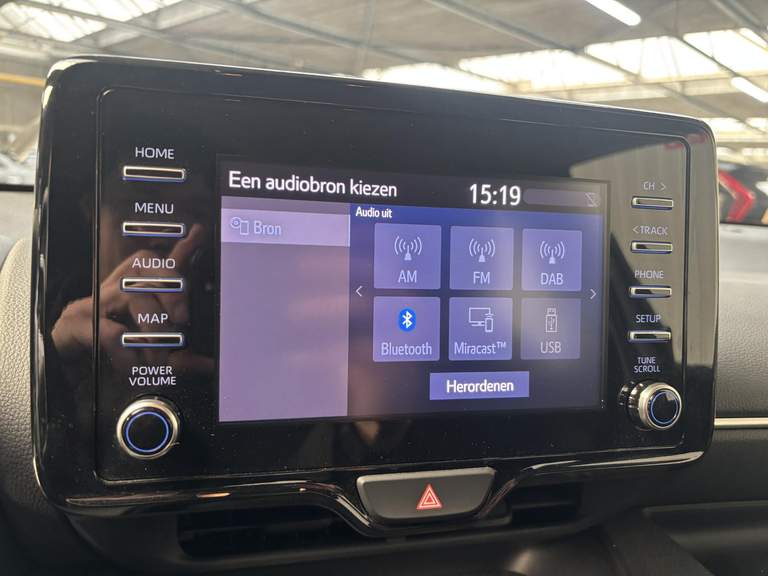 HOME
MENU
AUDIO
MAP
POWER
VOLUME
Een audiobron kiezen 15:19
Bron
Audio uit
AM FM DAB
Bluetooth Miracast™ USB
Herordenen
CH >
< TRACK
PHONE
SETUP
TUNE
SCROLL